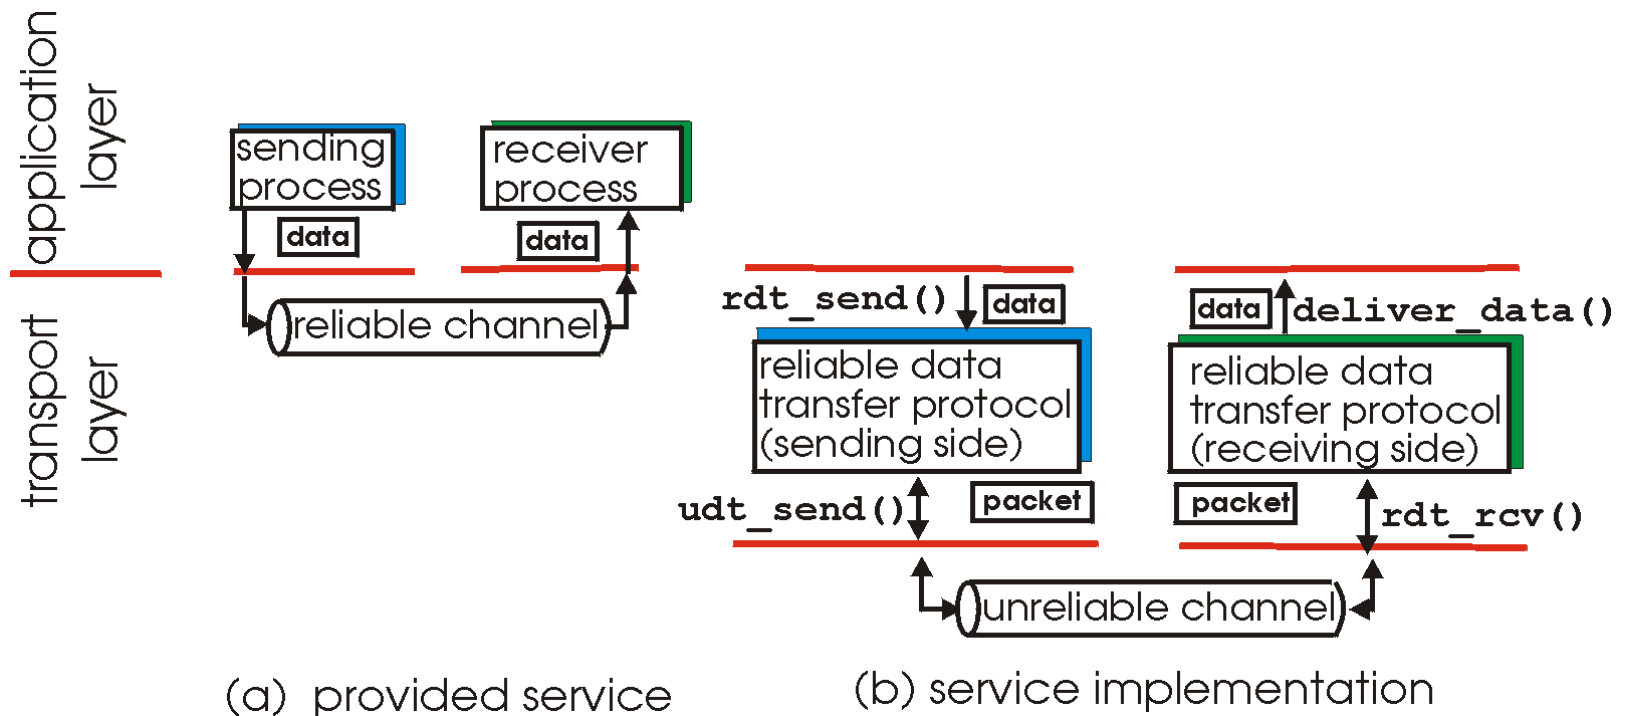 application
layer
transport
layer
sending
process
data
receiver
process
data
reliable channel
(a) provided service
rdt_send()
data
reliable data
transfer protocol
(sending side)
udt_send()
packet
data
deliver_data()
reliable data
transfer protocol
(receiving side)
packet
rdt_rcv()
unreliable channel
(b) service implementation